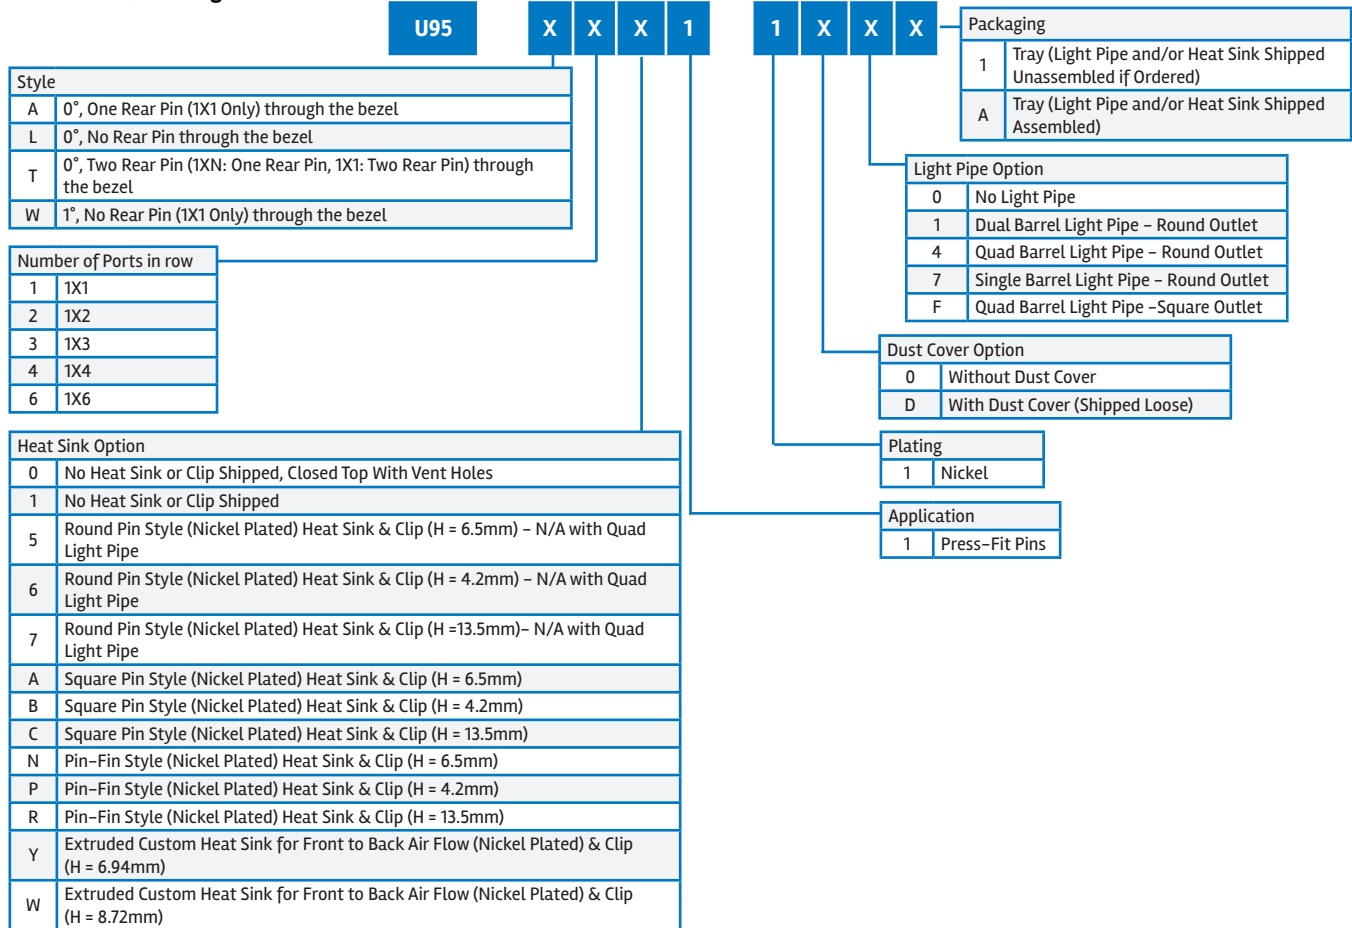 U95 X X X 1 1 X X X
Style
A 0°, One Rear Pin (1X1 Only) through the bezel
L 0°, No Rear Pin through the bezel
T 0°, Two Rear Pin (1XN: One Rear Pin, 1X1: Two Rear Pin) through
the bezel
W 1°, No Rear Pin (1X1 Only) through the bezel
Number of Ports in row
1 1X1
2 1X2
3 1X3
4 1X4
6 1X6
Heat Sink Option
0 No Heat Sink or Clip Shipped, Closed Top With Vent Holes
1 No Heat Sink or Clip Shipped
5 Round Pin Style (Nickel Plated) Heat Sink & Clip (H = 6.5mm) – N/A with Quad
Light Pipe
6 Round Pin Style (Nickel Plated) Heat Sink & Clip (H = 4.2mm) – N/A with Quad
Light Pipe
7 Round Pin Style (Nickel Plated) Heat Sink & Clip (H =13.5mm)– N/A with Quad
Light Pipe
A Square Pin Style (Nickel Plated) Heat Sink & Clip (H = 6.5mm)
B Square Pin Style (Nickel Plated) Heat Sink & Clip (H = 4.2mm)
C Square Pin Style (Nickel Plated) Heat Sink & Clip (H = 13.5mm)
N Pin–Fin Style (Nickel Plated) Heat Sink & Clip (H = 6.5mm)
P Pin–Fin Style (Nickel Plated) Heat Sink & Clip (H = 4.2mm)
R Pin–Fin Style (Nickel Plated) Heat Sink & Clip (H = 13.5mm)
Y Extruded Custom Heat Sink for Front to Back Air Flow (Nickel Plated) & Clip
(H = 6.94mm)
W Extruded Custom Heat Sink for Front to Back Air Flow (Nickel Plated) & Clip
(H = 8.72mm)
Packaging
1 Tray (Light Pipe and/or Heat Sink Shipped
Unassembled if Ordered)
A Tray (Light Pipe and/or Heat Sink Shipped
Assembled)
Light Pipe Option
0 No Light Pipe
1 Dual Barrel Light Pipe – Round Outlet
4 Quad Barrel Light Pipe – Round Outlet
7 Single Barrel Light Pipe – Round Outlet
F Quad Barrel Light Pipe –Square Outlet
Dust Cover Option
0 Without Dust Cover
D With Dust Cover (Shipped Loose)
Plating
1 Nickel
Application
1 Press–Fit Pins